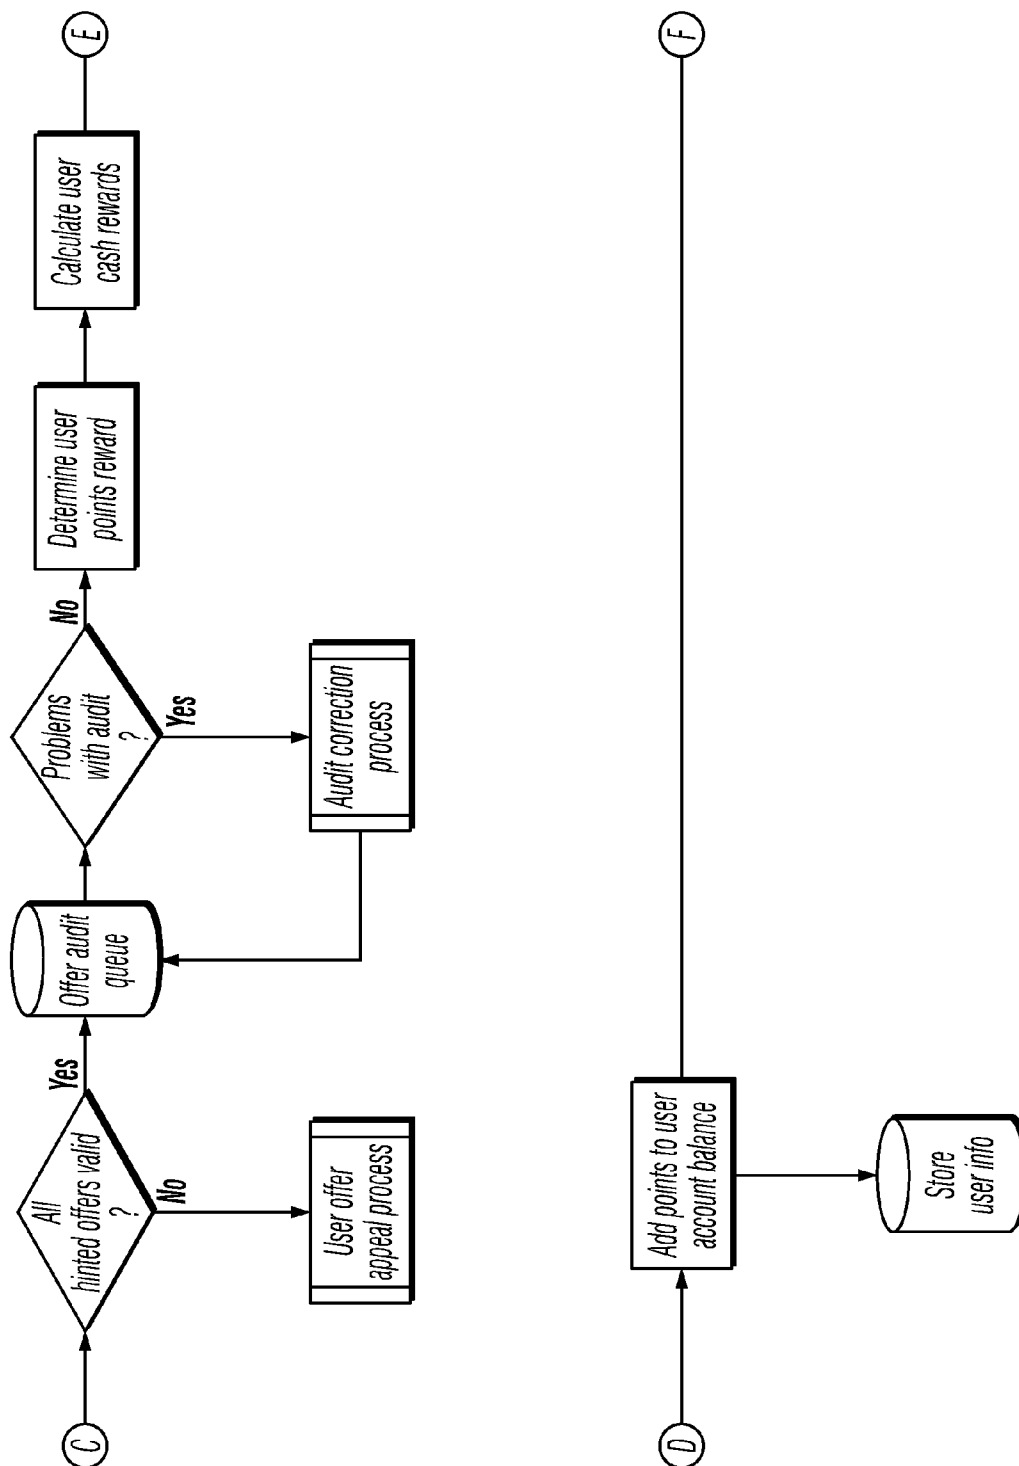 C
All
hinted offers valid
?
Yes
No
User offer
appeal process
Offer audit
queue
Problems
with audit
?
No
Yes
Audit correction
process
Determine user
points reward
Calculate user
cash rewards
E
D
Add points to user
account balance
Store
user info
F